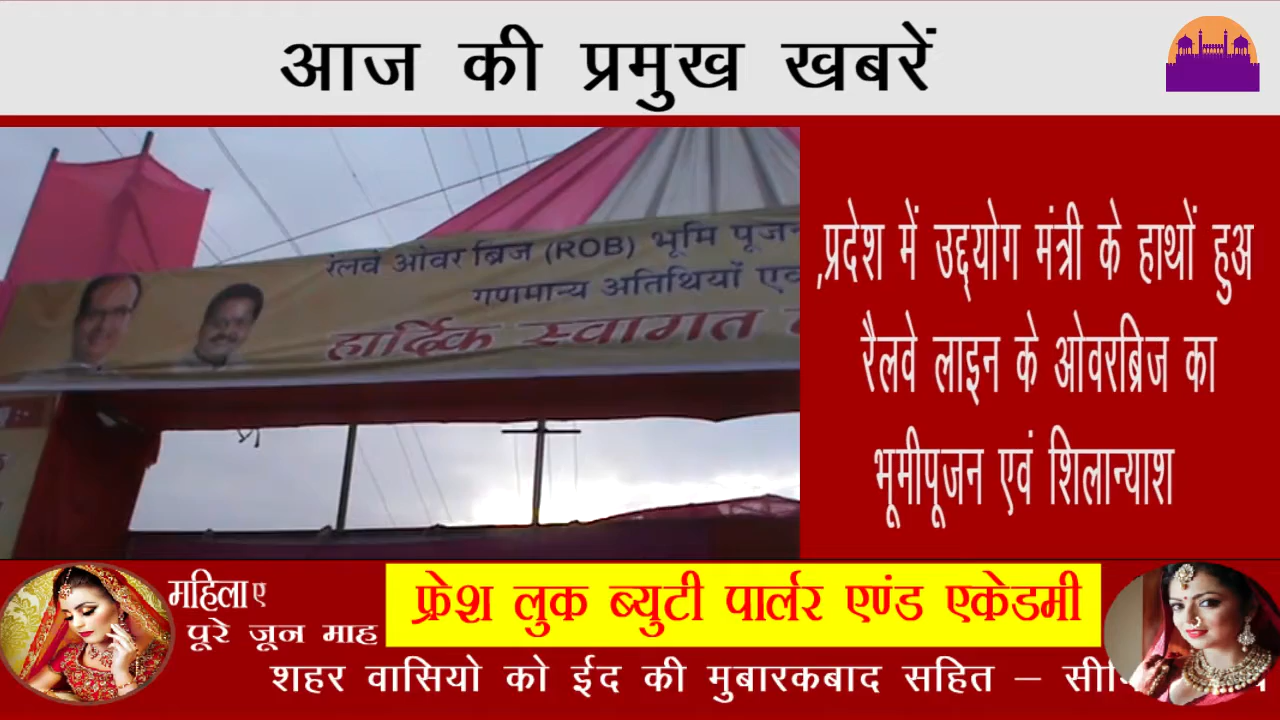 आज की प्रमुख खबरें
रेलवे ओवर ब्रिज (ROB) भूमि पूजन
गणमान्य अतिथियों एवं
हार्दिक स्वागत
,प्रदेश में उद्द्योग मंत्री के हाथों हुअ
रैलवे लाइन के ओवरब्रिज का
भूमीपूजन एवं शिलान्याश
महिलाए
पूरे जून माह
फ्रेश लुक ब्युटी पार्लर एण्ड एकेडमी
शहर वासियो को ईद की मुबारकबाद सहित –